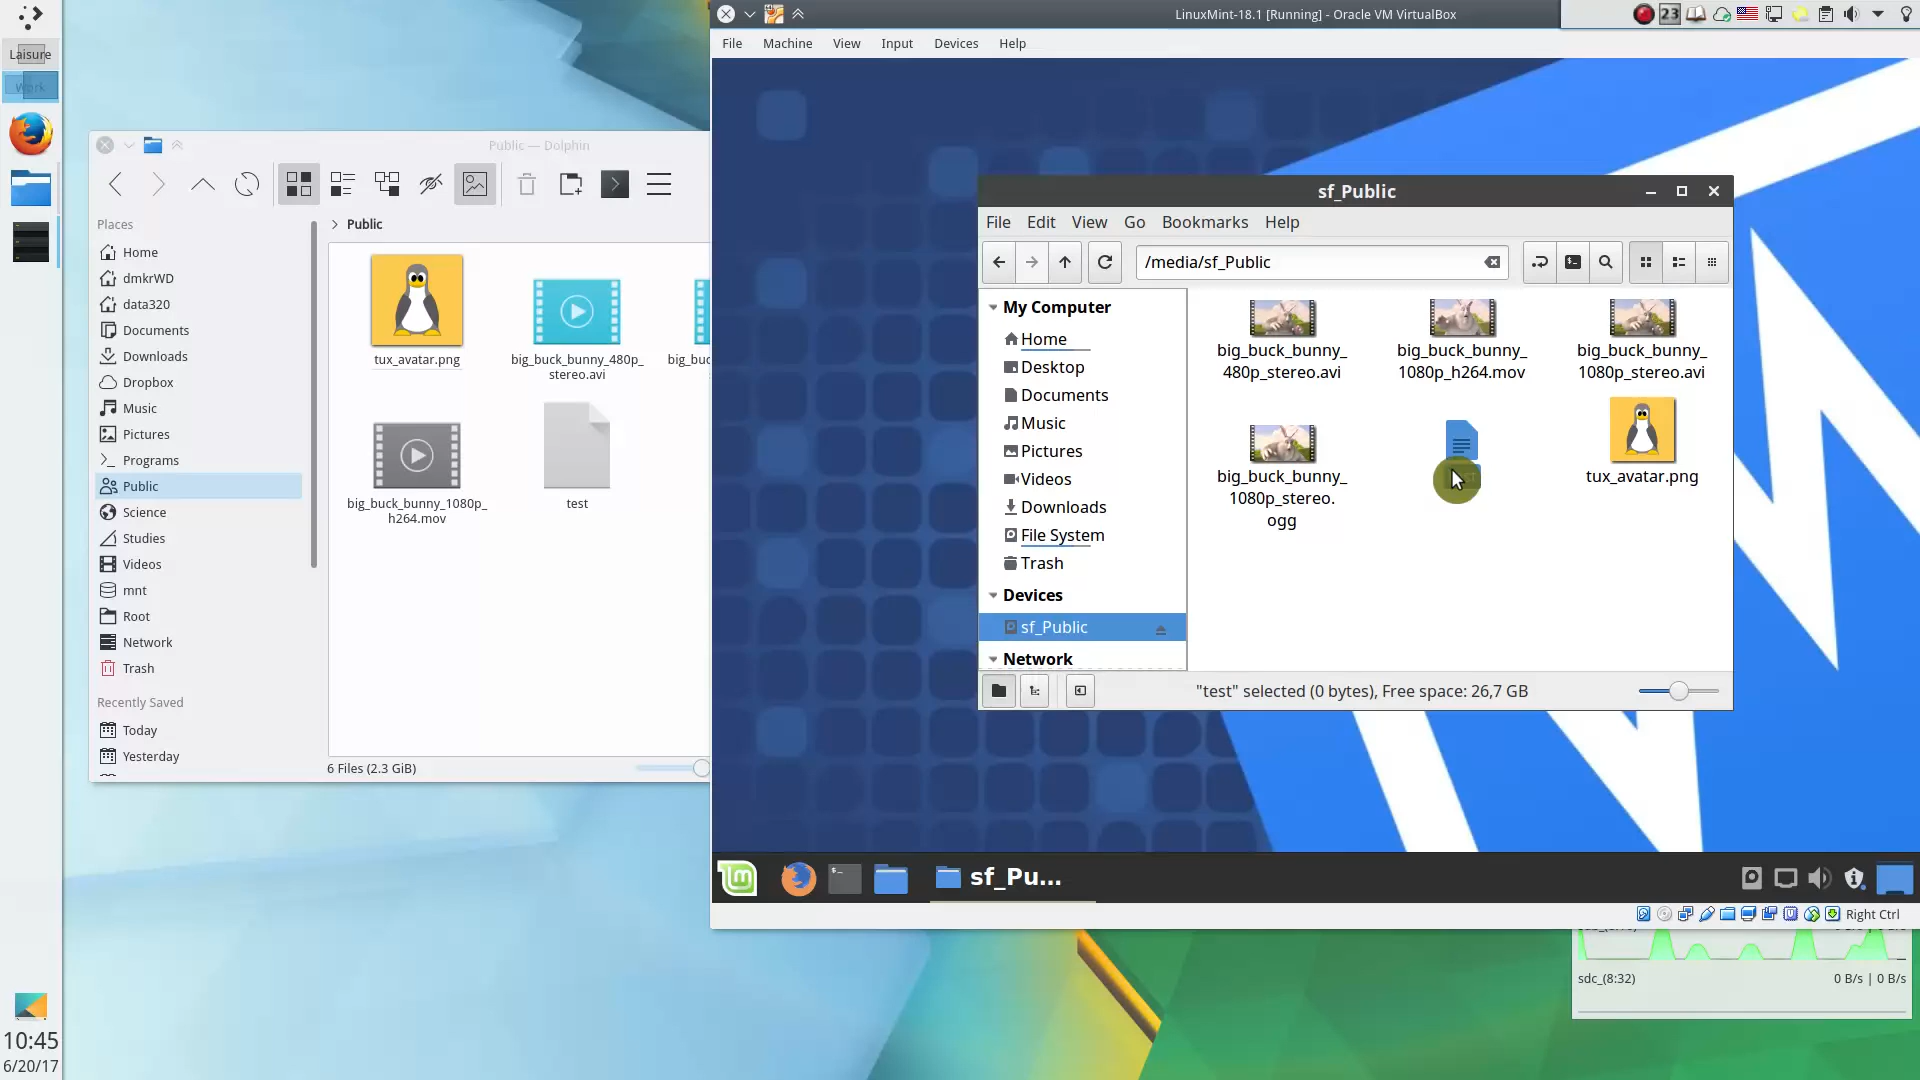 LinuxMint-18.1 [Running] - Oracle VM VirtualBox
23
File Machine View Input Devices Help
Laisure
Work
Public — Dolphin
Places
Home
dmkrWD
data320
Documents
Downloads
Dropbox
Music
Pictures
Programs
Public
Science
Studies
Videos
mnt
Root
Network
Trash
Recently Saved
Today
Yesterday
Public
tux_avatar.png
big_buck_bunny_480p_
stereo.avi
big_buc
big_buck_bunny_1080p_
h264.mov
test
6 Files (2.3 GiB)
sf_Public
File Edit View Go Bookmarks Help
/media/sf_Public
My Computer
Home
Desktop
Documents
Music
Pictures
Videos
Downloads
File System
Trash
Devices
sf_Public
Network
big_buck_bunny_
480p_stereo.avi
big_buck_bunny_
1080p_h264.mov
big_buck_bunny_
1080p_stereo.avi
big_buck_bunny_
1080p_stereo.
ogg
tux_avatar.png
"test" selected (0 bytes), Free space: 26,7 GB
sf_Pu...
Right Ctrl
sdc_(8:32) 0 B/s | 0 B/s
10:45
6/20/17